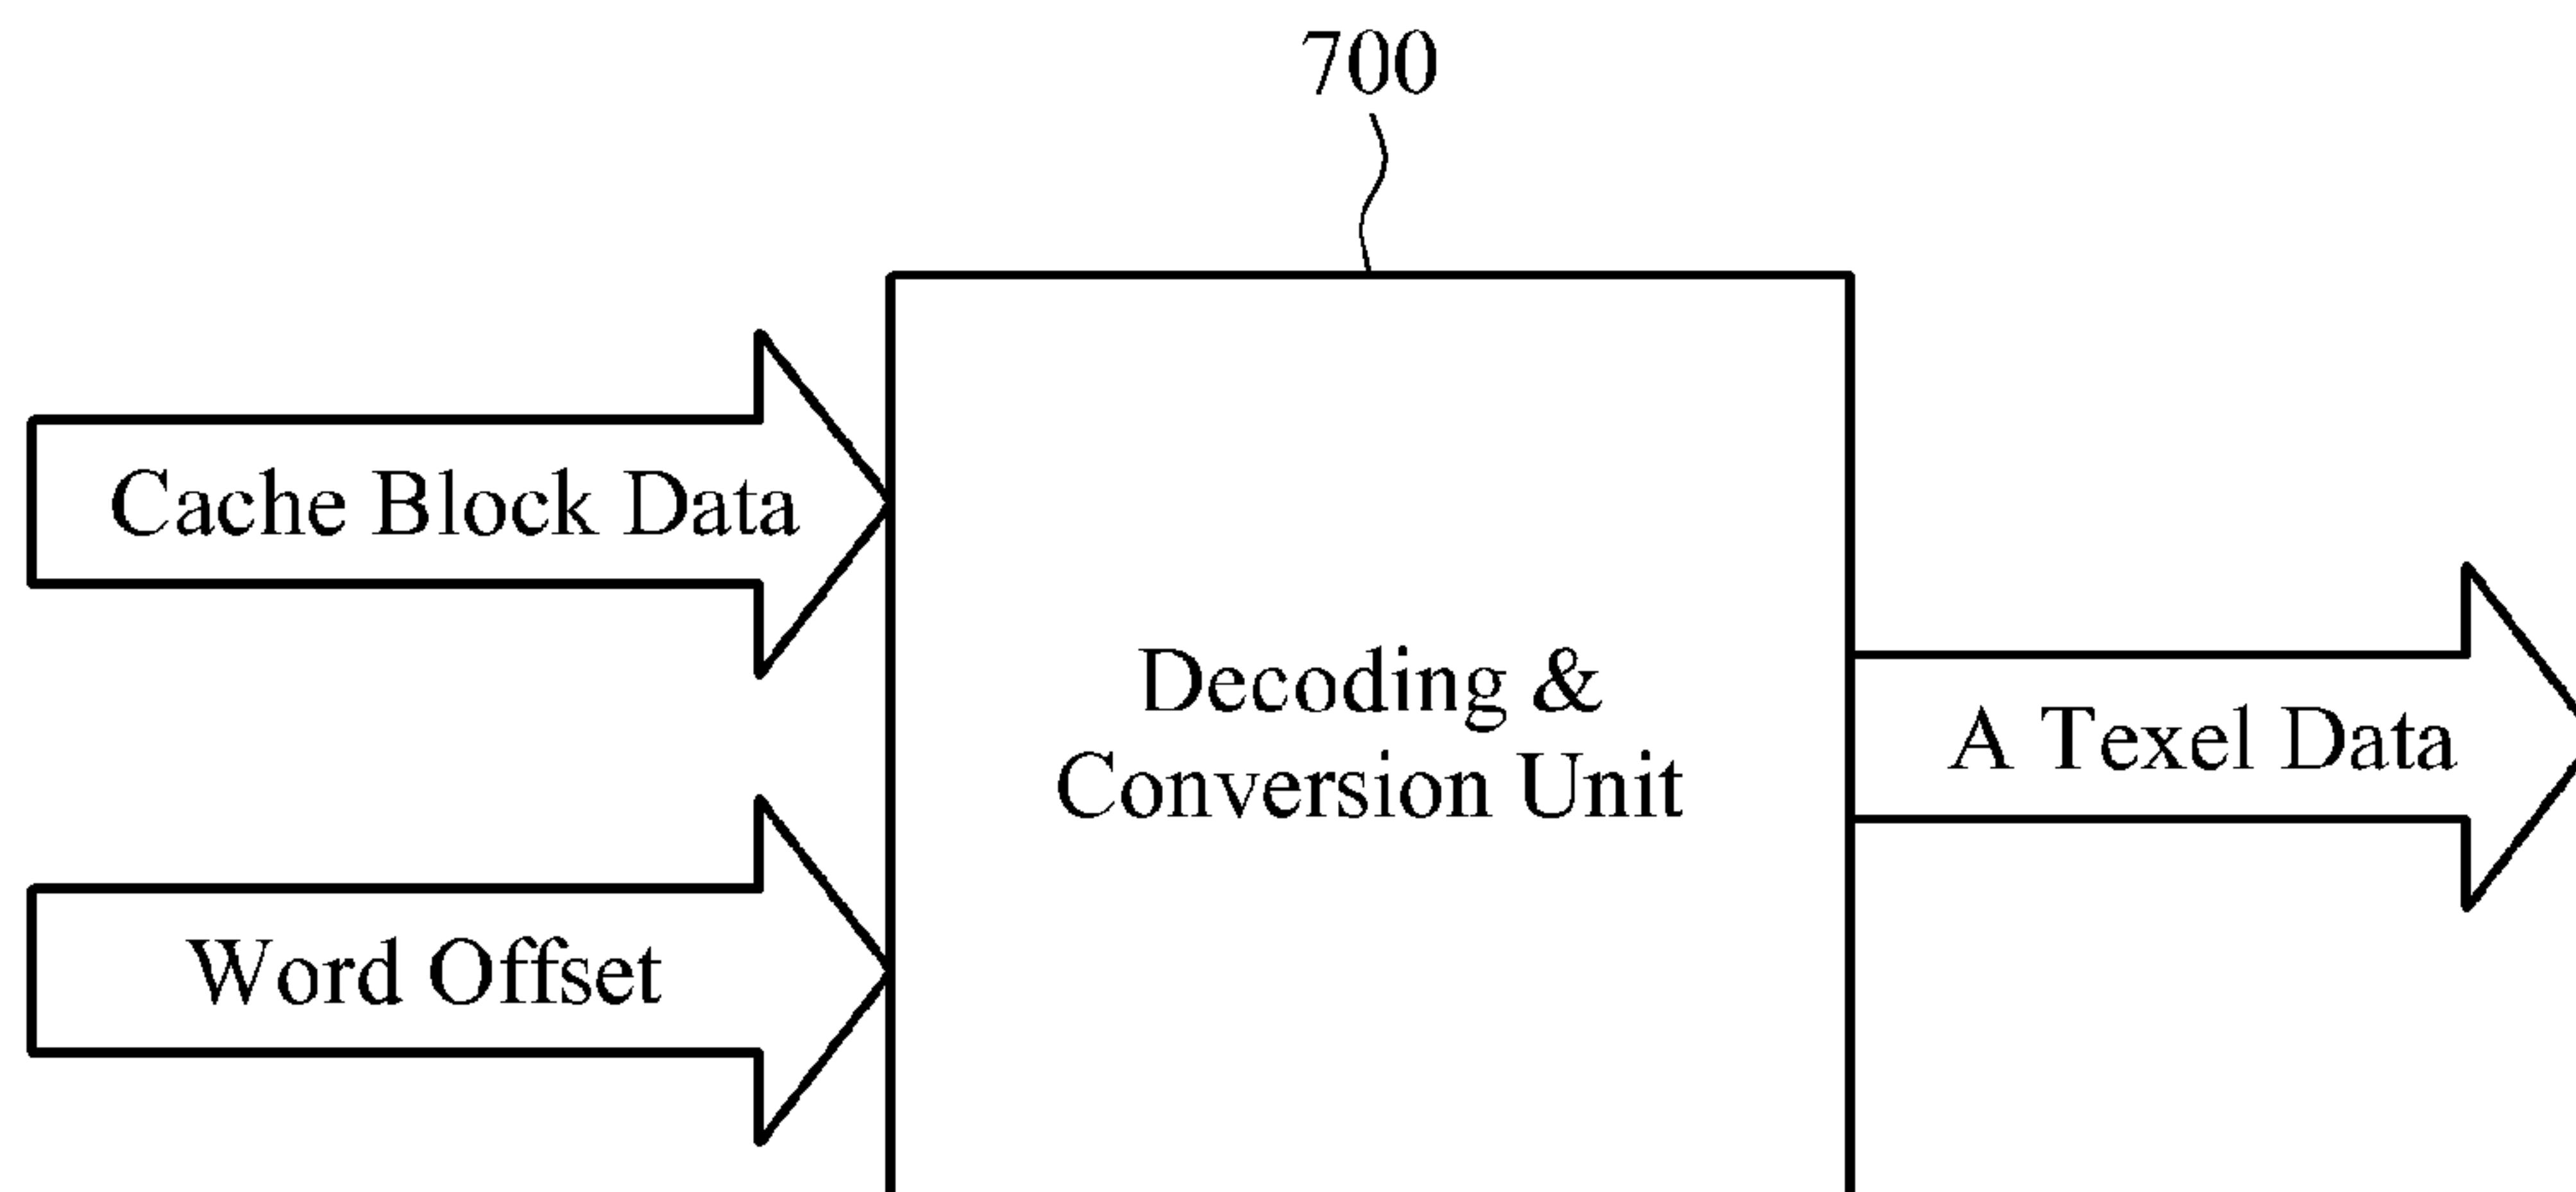 700
Cache Block Data
Word Offset
Decoding &
Conversion Unit
A Texel Data